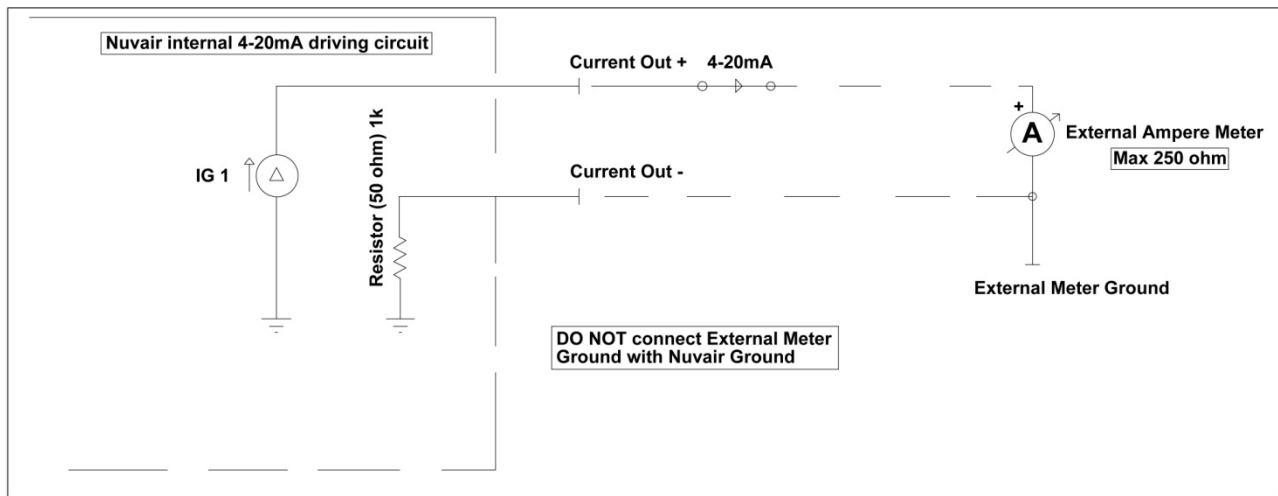 Nuvair internal 4-20mA driving circuit
Current Out + 4-20mA
+
A
External Ampere Meter
Max 250 ohm
IG 1
Resistor (50 ohm) 1k
Current Out -
External Meter Ground
DO NOT connect External Meter
Ground with Nuvair Ground